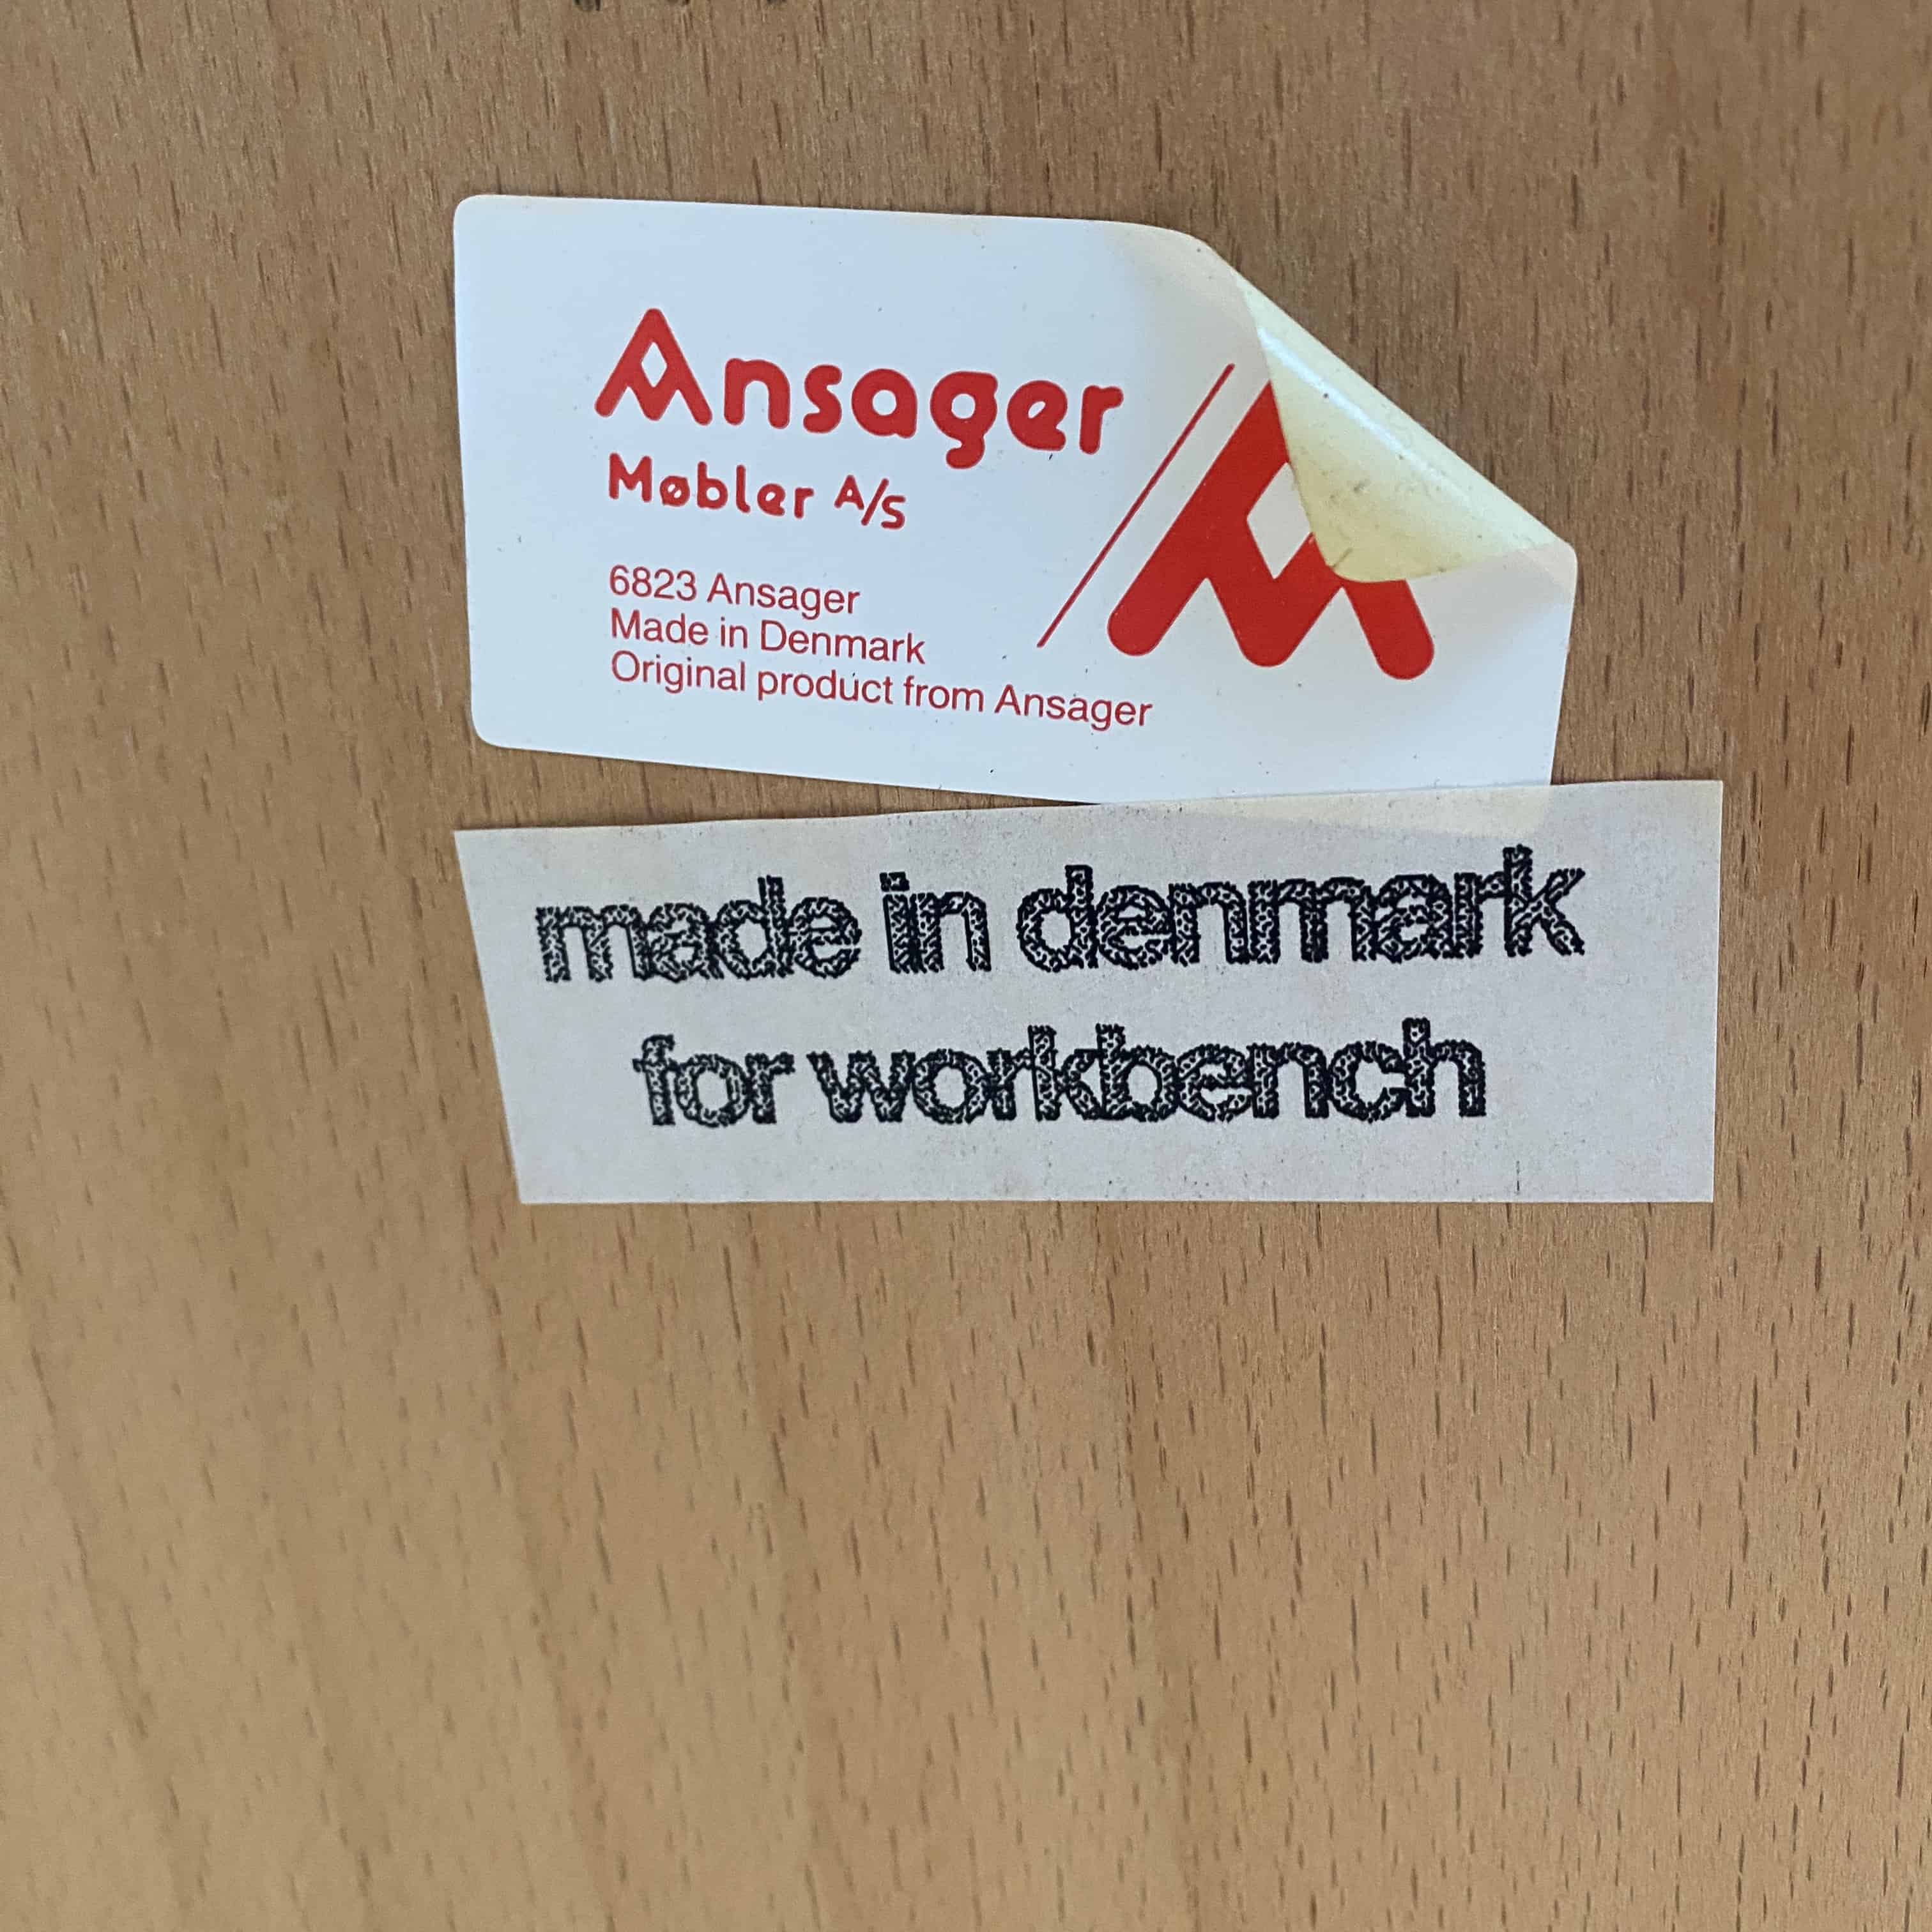 Ansager
Møbler A/S
6823 Ansager
Made in Denmark
Original product from Ansager
made in denmark
for workbench